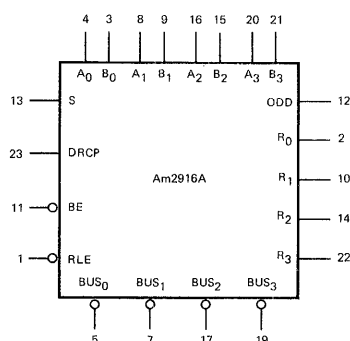 4 3 8 9 16 15 20 21
A0 B0 A1 B1 A2 B2 A3 B3
13 S ODD 12
R0 2
23 DRCP
Am2916A
R1 10
11 BE
R2 14
1 RLE R3 22
BUS0 BUS1 BUS2 BUS3
5 7 17 19